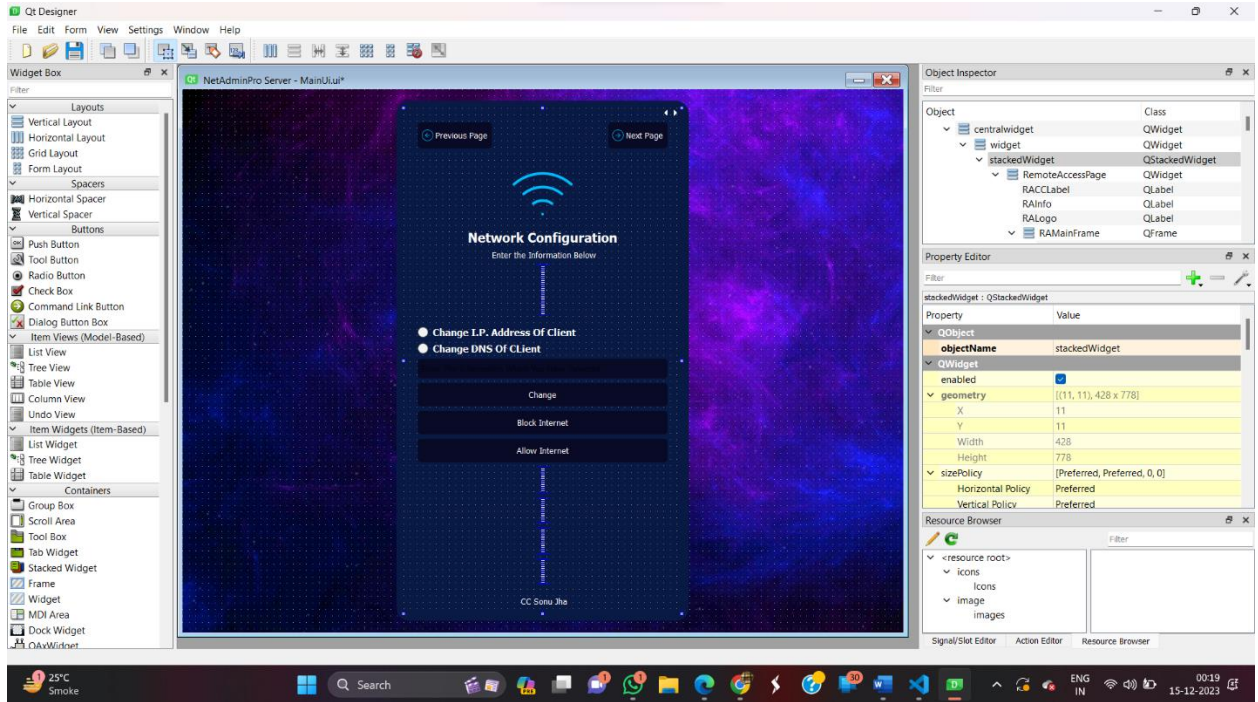 Qt Designer
File Edit Form View Settings Window Help
Widget Box
Filter
Layouts
Vertical Layout
Horizontal Layout
Grid Layout
Form Layout
Spacers
Horizontal Spacer
Vertical Spacer
Buttons
Push Button
Tool Button
Radio Button
Check Box
Command Link Button
Dialog Button Box
Item Views (Model-Based)
List View
Tree View
Table View
Column View
Undo View
Item Widgets (Item-Based)
List Widget
Tree Widget
Table Widget
Containers
Group Box
Scroll Area
Tool Box
Tab Widget
Stacked Widget
Frame
Widget
MDI Area
Dock Widget
QAxWidget
NetAdminPro Server - MainUi.ui*
Previous Page
Next Page
Network Configuration
Enter the Information Below
Change I.P. Address Of Client
Change DNS Of CLient
Change
Block Internet
Allow Internet
CC Sonu Jha
Object Inspector
Filter
Object Class
centralwidget QWidget
widget QWidget
stackedWidget QStackedWidget
RemoteAccessPage QWidget
RACCLabel QLabel
RAInfo QLabel
RALogo QLabel
RAMainFrame QFrame
Property Editor
Filter
stackedWidget : QStackedWidget
Property Value
QObject
objectName stackedWidget
QWidget
enabled
geometry [(11, 11), 428 x 778]
X 11
Y 11
Width 428
Height 778
sizePolicy [Preferred, Preferred, 0, 0]
Horizontal Policy Preferred
Vertical Policy Preferred
Resource Browser
Filter
<resource root>
icons
Icons
image
images
Signal/Slot Editor Action Editor Resource Browser
1
25°C
Smoke
Search
PRE
30
ENG
IN
00:19
15-12-2023